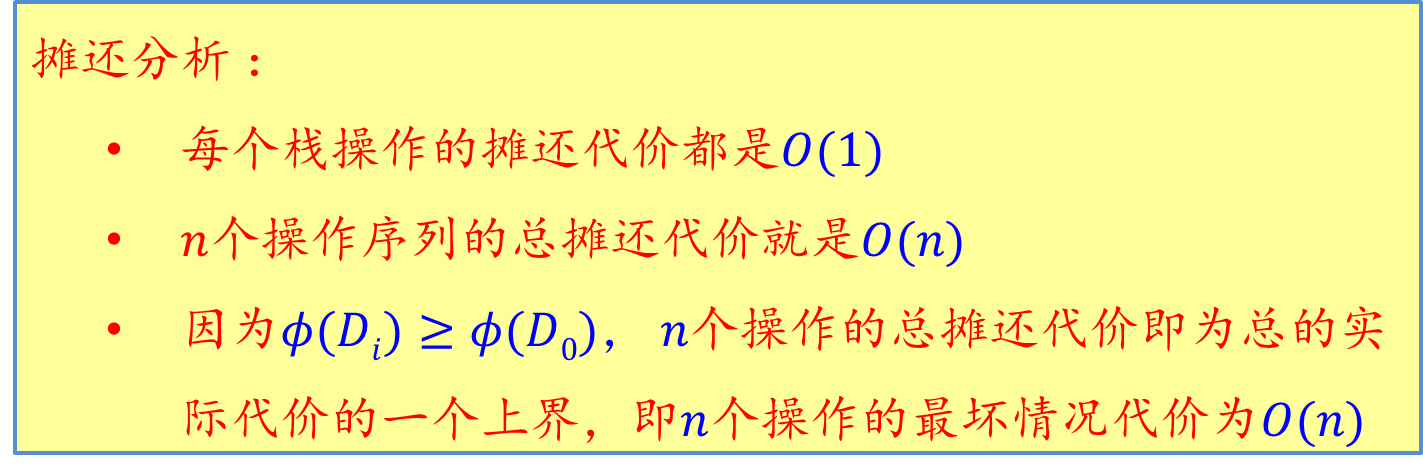 摊还分析：
• 每个栈操作的摊还代价都是O(1)
• n个操作序列的总摊还代价就是O(n)
• 因为ϕ(Dᵢ) ≥ ϕ(D₀)， n个操作的总摊还代价即为总的实
际代价的一个上界，即n个操作的最坏情况代价为O(n)